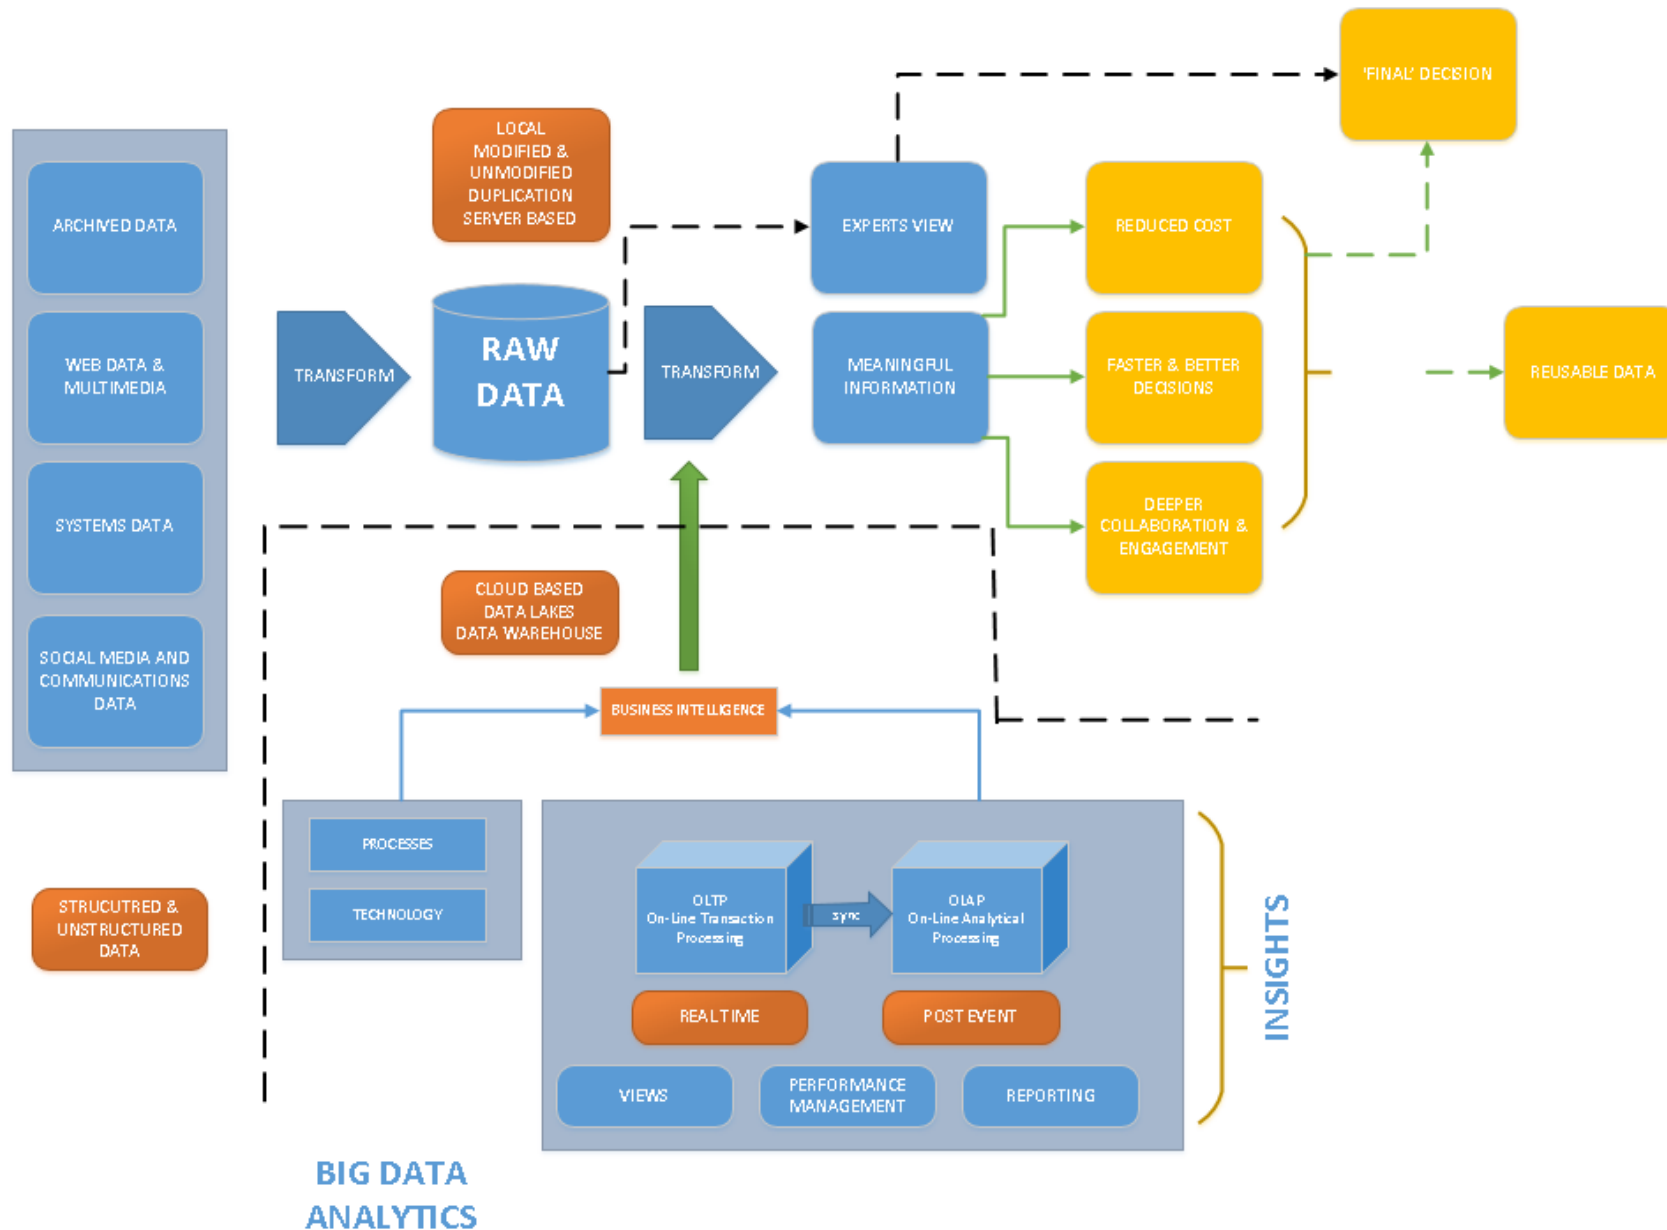 'FINAL' DECISION
LOCAL
MODIFIED &
UNMODIFIED
DUPLICATION
SERVER BASED
ARCHIVED DATA
EXPERTS VIEW
REDUCED COST
WEB DATA &
MULTIMEDIA
TRANSFORM
RAW
DATA
TRANSFORM
MEANINGFUL
INFORMATION
FASTER & BETTER
DECISIONS
REUSABLE DATA
SYSTEMS DATA
DEEPER
COLLABORATION &
ENGAGEMENT
CLOUD BASED
DATA LAKES
DATA WAREHOUSE
SOCIAL MEDIA AND
COMMUNICATIONS
DATA
BUSINESS INTELLIGENCE
PROCESSES
TECHNOLOGY
OLTP
On-Line Transaction
Processing
sync
OLAP
On-Line Analytical
Processing
STRUCUTRED &
UNSTRUCTURED
DATA
INSIGHTS
REAL TIME
POST EVENT
VIEWS
PERFORMANCE
MANAGEMENT
REPORTING
BIG DATA
ANALYTICS